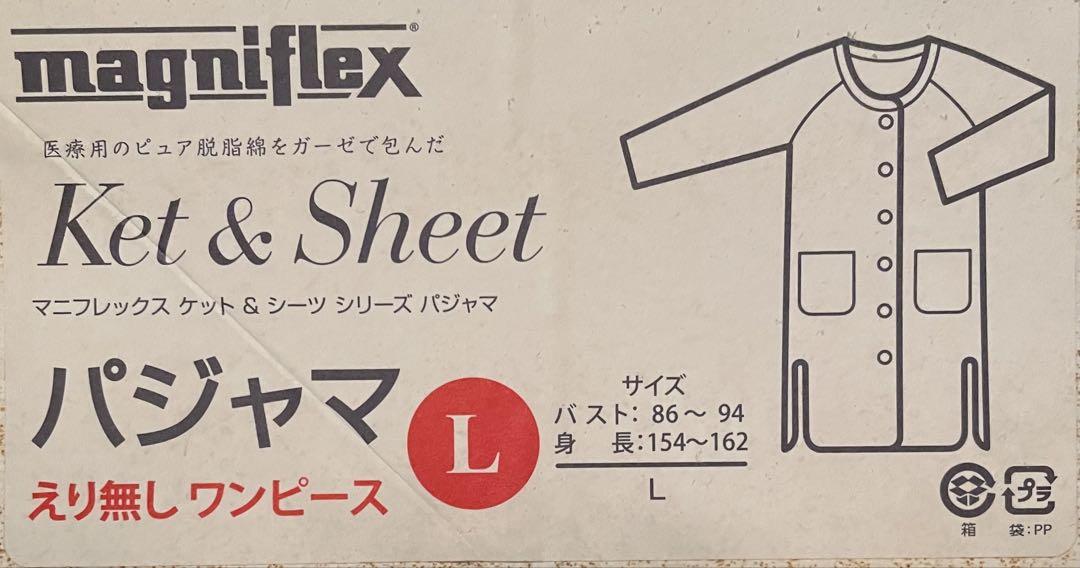 magniflex®
医療用のピュア脱脂綿をガーゼで包んだ
Ket & Sheet
マニフレックス ケット & シーツ シリーズ パジャマ
パジャマ
L
えり無し ワンピース
サイズ
バスト: 86～ 94
身　長:154～162
L
プラ
箱
袋:PP